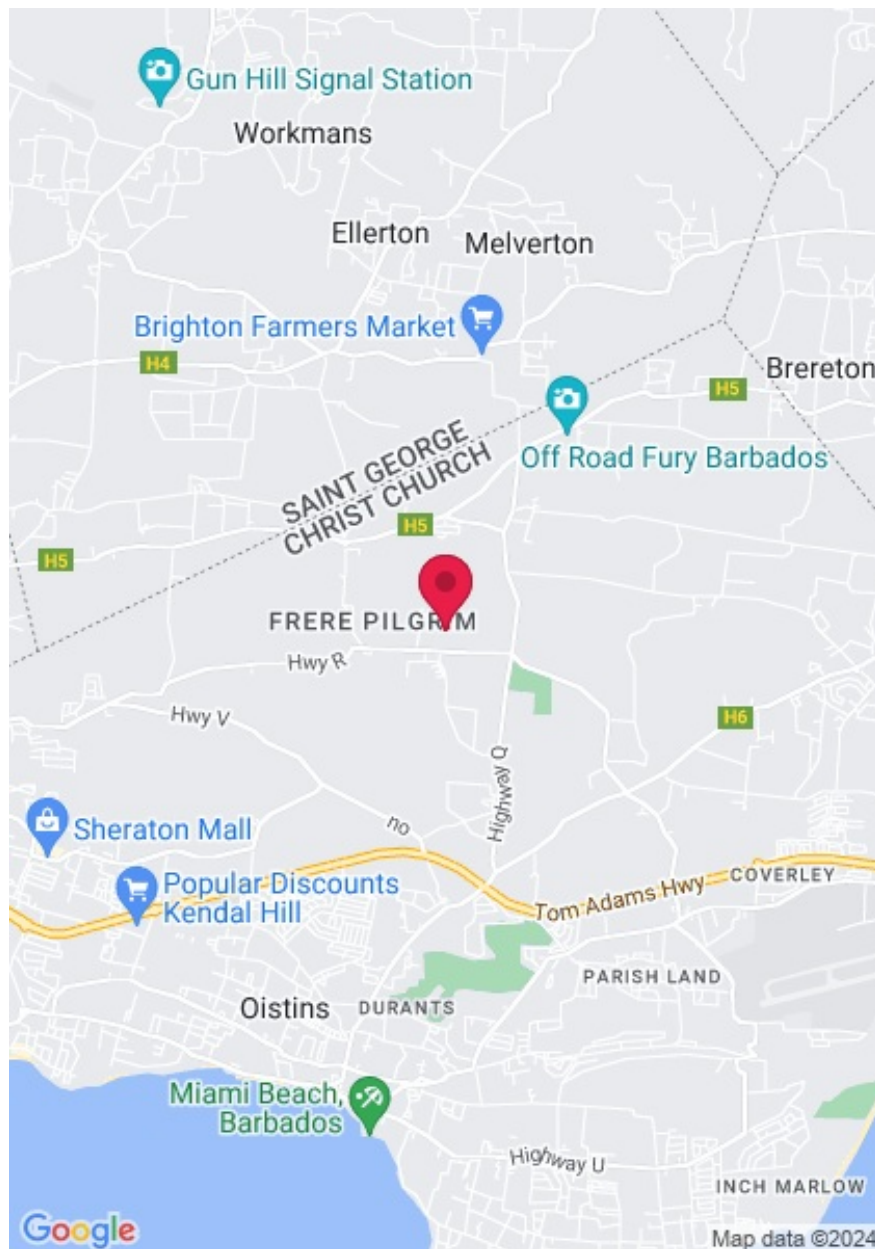 Gun Hill Signal Station
Workmans
Ellerton
Melverton
Brighton Farmers Market
H4
Brereton
H5
SAINT GEORGE
CHRIST CHURCH
Off Road Fury Barbados
H5
H5
FRERE PILGRIM
Hwy R
Hwy V
H6
Highway Q
no
Sheraton Mall
Popular Discounts
Kendal Hill
COVERLEY
Tom Adams Hwy
PARISH LAND
Oistins
DURANTS
Miami Beach,
Barbados
Highway U
INCH MARLOW
Google
Map data ©2024